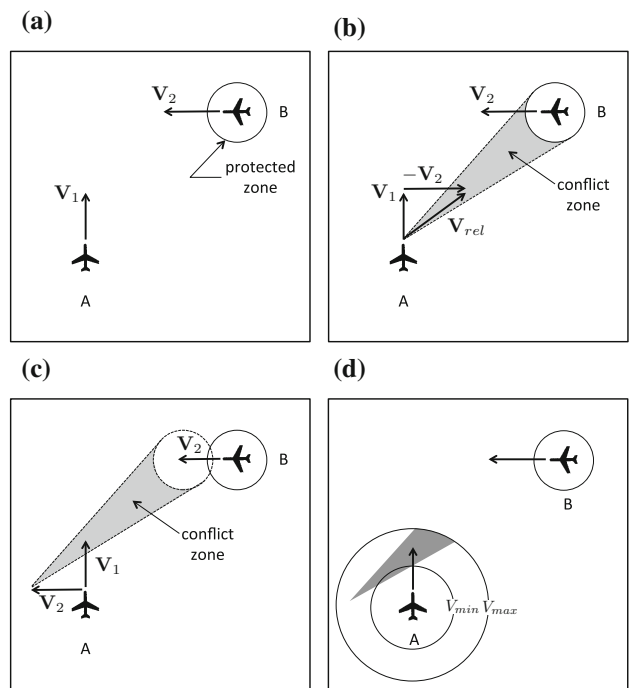 (a)
V2
B
protected
zone
V1
A
(b)
V2
B
−V2
V1
conflict
zone
Vrel
A
(c)
V2
B
conflict
zone
V1
V2
A
(d)
B
Vmin Vmax
A